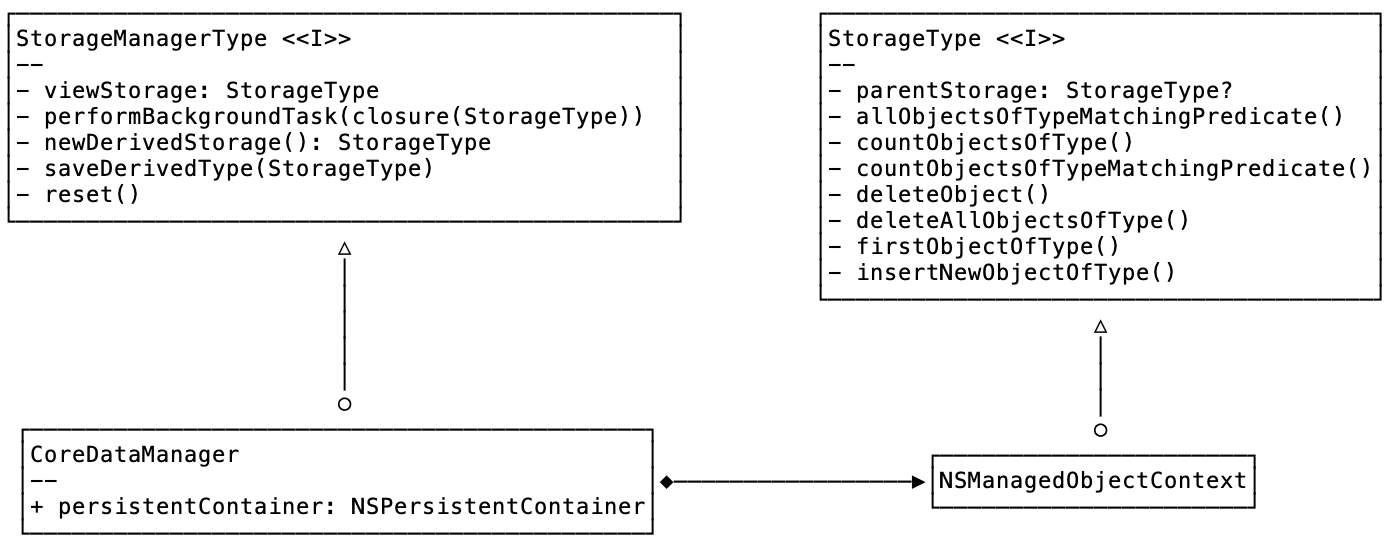 StorageManagerType <<I>>
--
- viewStorage: StorageType
- performBackgroundTask(closure(StorageType))
- newDerivedStorage(): StorageType
- saveDerivedType(StorageType)
- reset()
StorageType <<I>>
--
- parentStorage: StorageType?
- allObjectsOfTypeMatchingPredicate()
- countObjectsOfType()
- countObjectsOfTypeMatchingPredicate()
- deleteObject()
- deleteAllObjectsOfType()
- firstObjectOfType()
- insertNewObjectOfType()
CoreDataManager
--
+ persistentContainer: NSPersistentContainer
NSManagedObjectContext